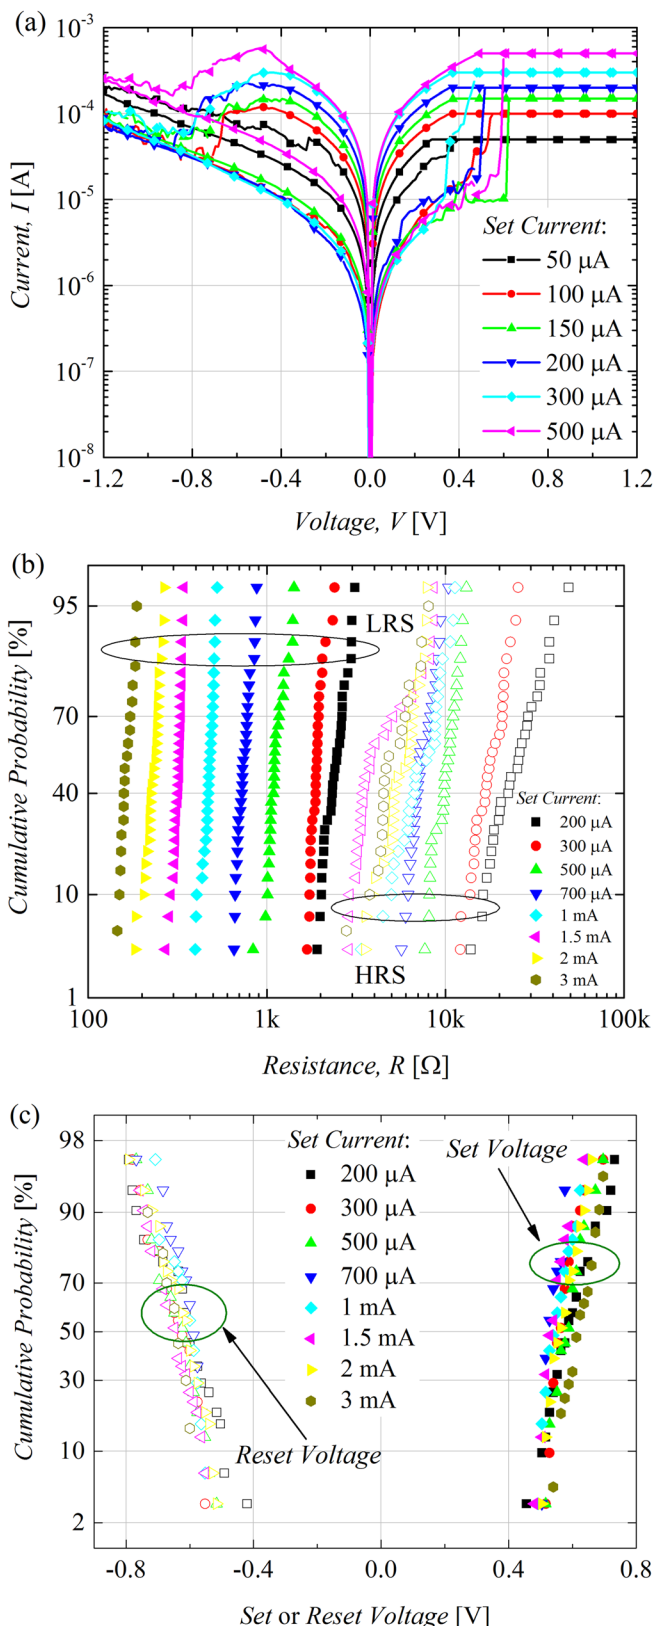 (a)
10⁻³
10⁻⁴
10⁻⁵
10⁻⁶
10⁻⁷
10⁻⁸
Current, I [A]
Set Current:
50 μA
100 μA
150 μA
200 μA
300 μA
500 μA
-1.2 -0.8 -0.4 0.0 0.4 0.8 1.2
Voltage, V [V]
(b)
95
70
40
10
1
Cumulative Probability [%]
LRS
HRS
Set Current:
200 μA
300 μA
500 μA
700 μA
1 mA
1.5 mA
2 mA
3 mA
100 1k 10k 100k
Resistance, R [Ω]
(c)
98
90
70
50
30
10
2
Cumulative Probability [%]
Set Current:
200 μA
300 μA
500 μA
700 μA
1 mA
1.5 mA
2 mA
3 mA
Set Voltage
Reset Voltage
-0.8 -0.4 0.0 0.4 0.8
Set or Reset Voltage [V]